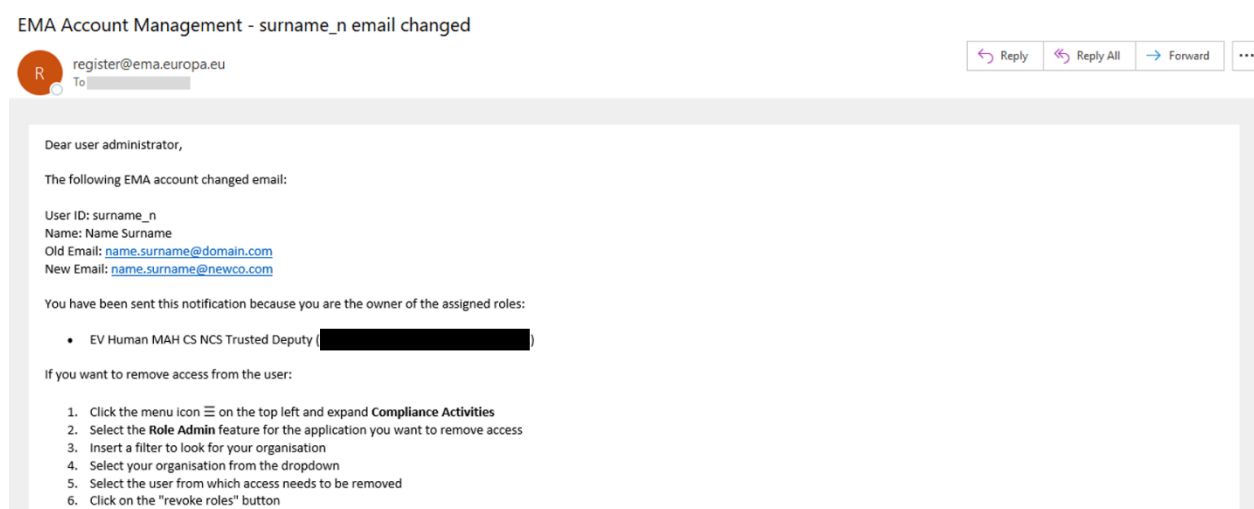 EMA Account Management - surname_n email changed
R
register@ema.europa.eu
To
Reply
Reply All
Forward
...
Dear user administrator,
The following EMA account changed email:
User ID: surname_n
Name: Name Surname
Old Email: name.surname@domain.com
New Email: name.surname@newco.com
You have been sent this notification because you are the owner of the assigned roles:
• EV Human MAH CS NCS Trusted Deputy ( )
If you want to remove access from the user:
1. Click the menu icon ☰ on the top left and expand Compliance Activities
2. Select the Role Admin feature for the application you want to remove access
3. Insert a filter to look for your organisation
4. Select your organisation from the dropdown
5. Select the user from which access needs to be removed
6. Click on the "revoke roles" button